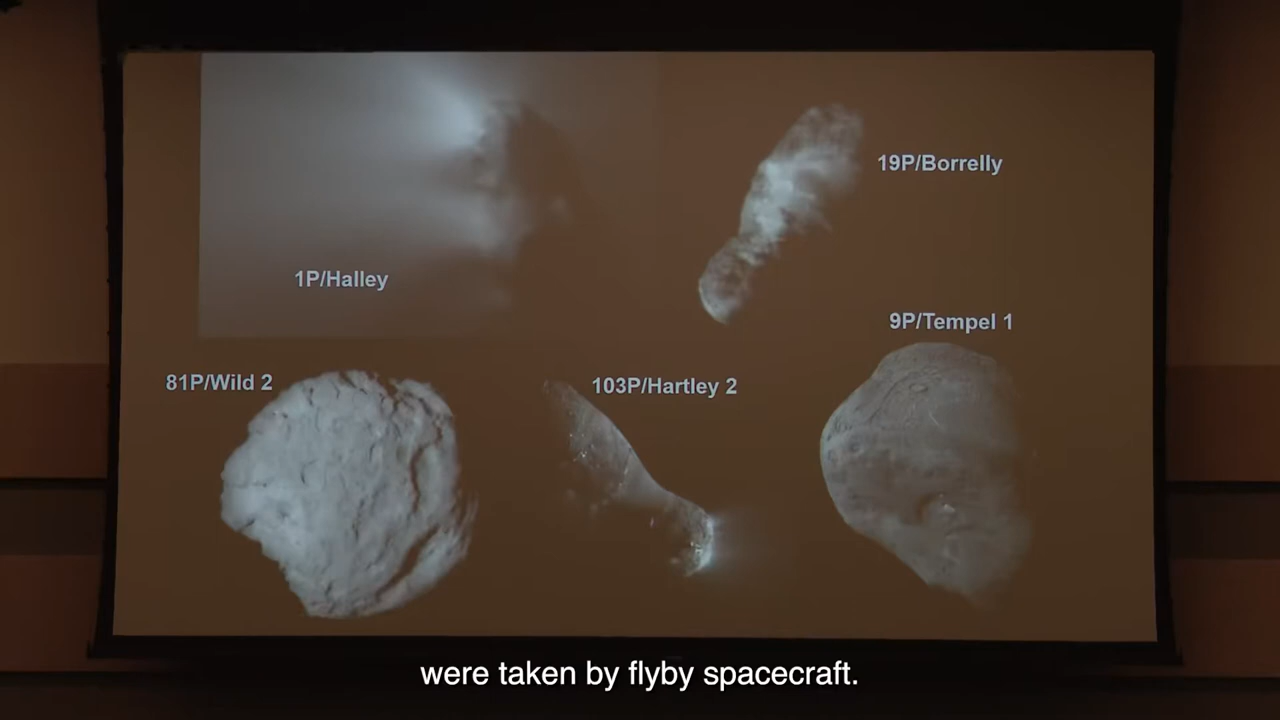 19P/Borrelly
1P/Halley
9P/Tempel 1
81P/Wild 2
103P/Hartley 2
were taken by flyby spacecraft.